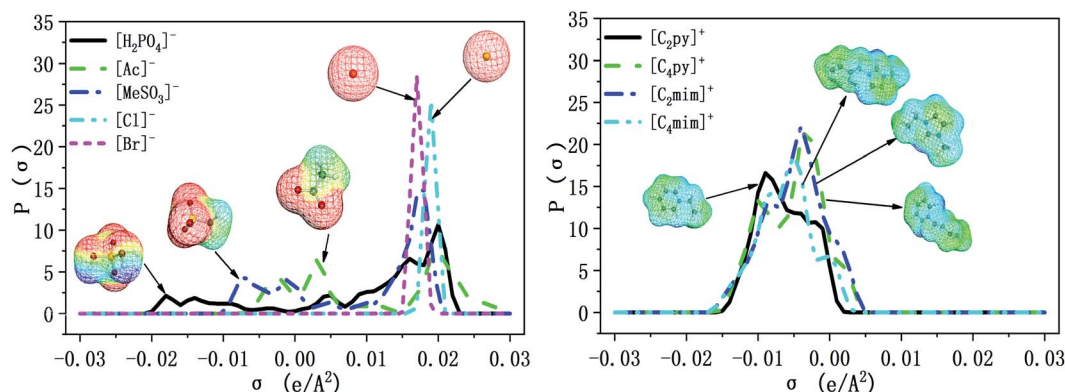 35
30
25
20
15
10
5
0
P (σ)
[H₂PO₄]⁻
[Ac]⁻
[MeSO₃]⁻
[Cl]⁻
[Br]⁻
-0.03 -0.02 -0.01 0.00 0.01 0.02 0.03
σ (e/A²)
35
30
25
20
15
10
5
0
P (σ)
[C₂py]⁺
[C₄py]⁺
[C₂mim]⁺
[C₄mim]⁺
-0.03 -0.02 -0.01 0.00 0.01 0.02 0.03
σ (e/A²)